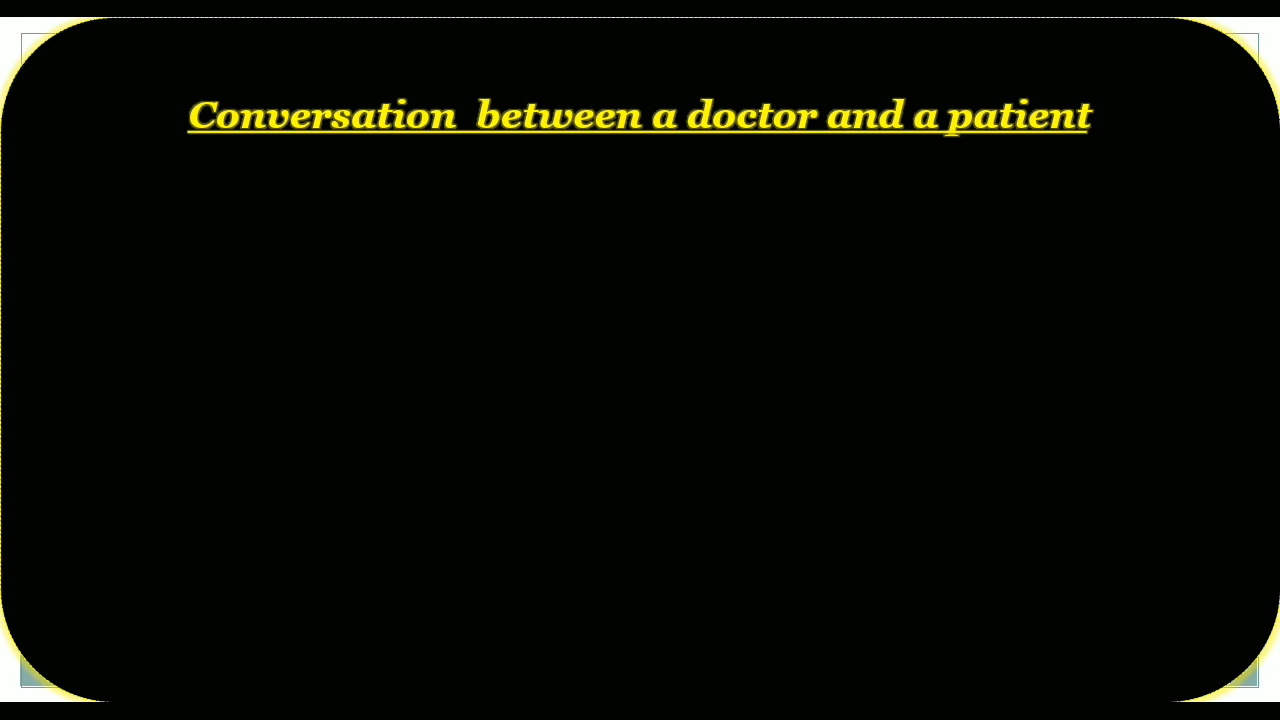 Conversation  between a doctor and a patient